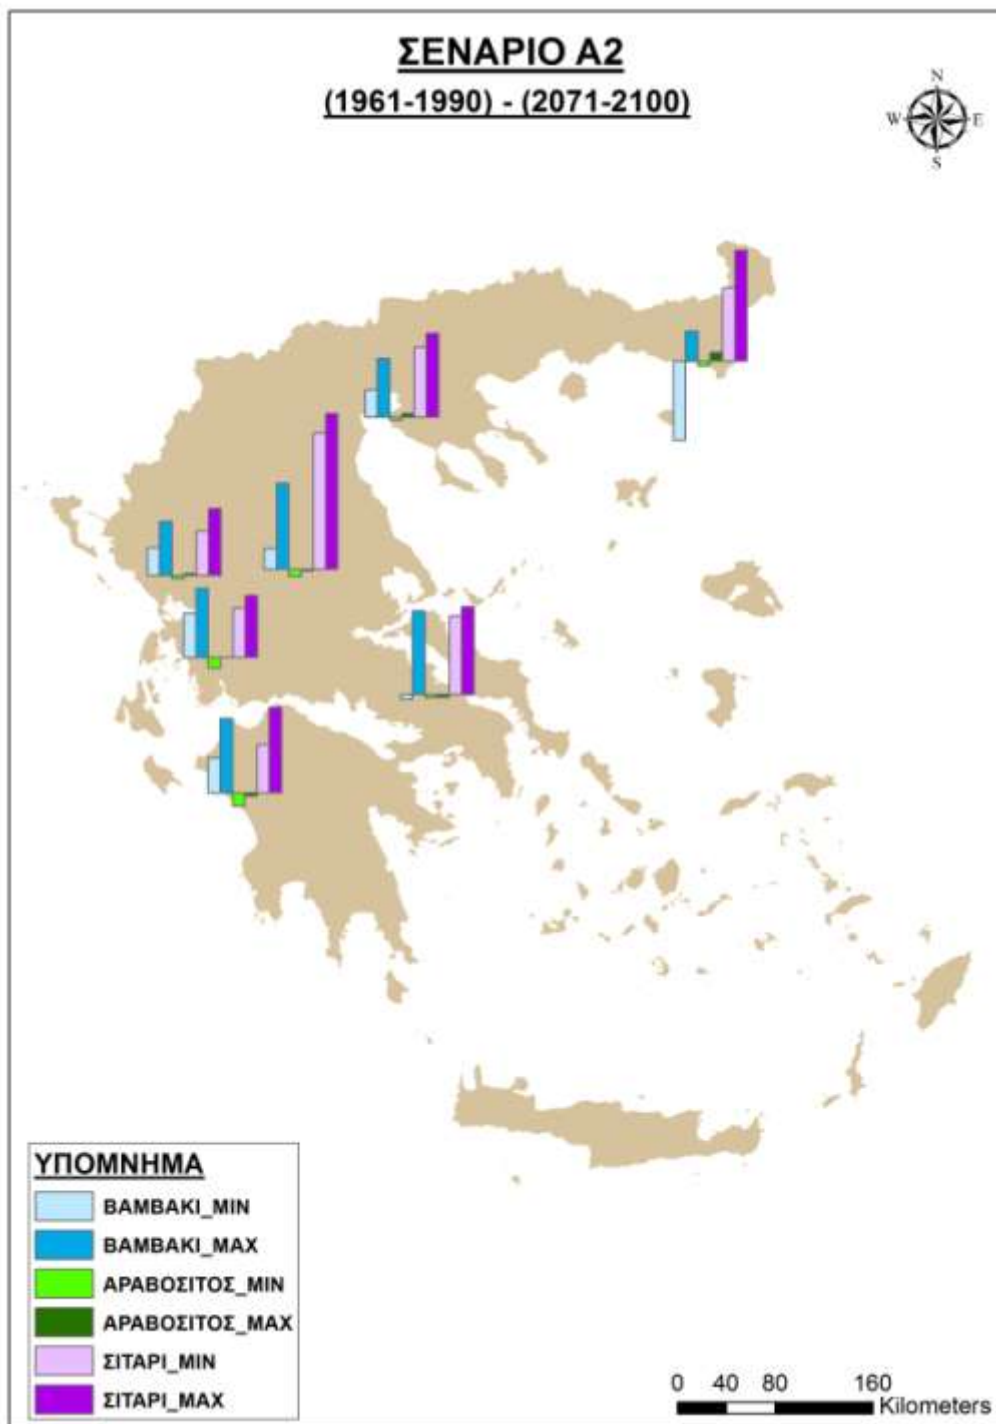 ΣΕΝΑΡΙΟ Α2
(1961-1990) - (2071-2100)
N
W E
S
ΥΠΟΜΝΗΜΑ
ΒΑΜΒΑΚΙ_MIN
ΒΑΜΒΑΚΙ_MAX
ΑΡΑΒΟΣΙΤΟΣ_MIN
ΑΡΑΒΟΣΙΤΟΣ_MAX
ΣΙΤΑΡΙ_MIN
ΣΙΤΑΡΙ_MAX
0 40 80 160
Kilometers